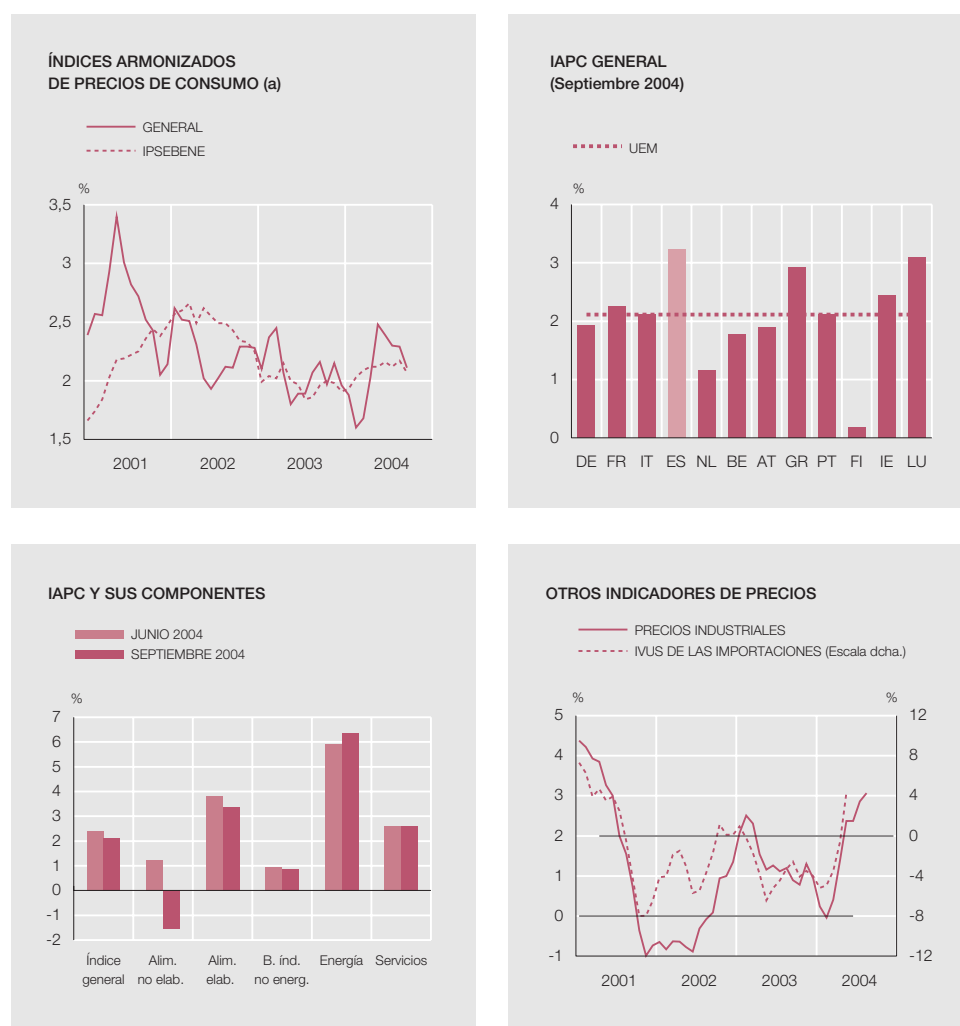 ÍNDICES ARMONIZADOS
DE PRECIOS DE CONSUMO (a)
GENERAL
IPSEBENE
%
3,5
3
2,5
2
1,5
2001 2002 2003 2004
IAPC GENERAL
(Septiembre 2004)
UEM
%
4
3
2
1
0
DE FR IT ES NL BE AT GR PT FI IE LU
IAPC Y SUS COMPONENTES
JUNIO 2004
SEPTIEMBRE 2004
%
7
6
5
4
3
2
1
0
-1
-2
Índice Alim. Alim. B. índ. Energía Servicios
general no elab. elab. no energ.
OTROS INDICADORES DE PRECIOS
PRECIOS INDUSTRIALES
IVUS DE LAS IMPORTACIONES (Escala dcha.)
% %
5 12
4 8
3 4
2 0
1 -4
0 -8
-1 -12
2001 2002 2003 2004